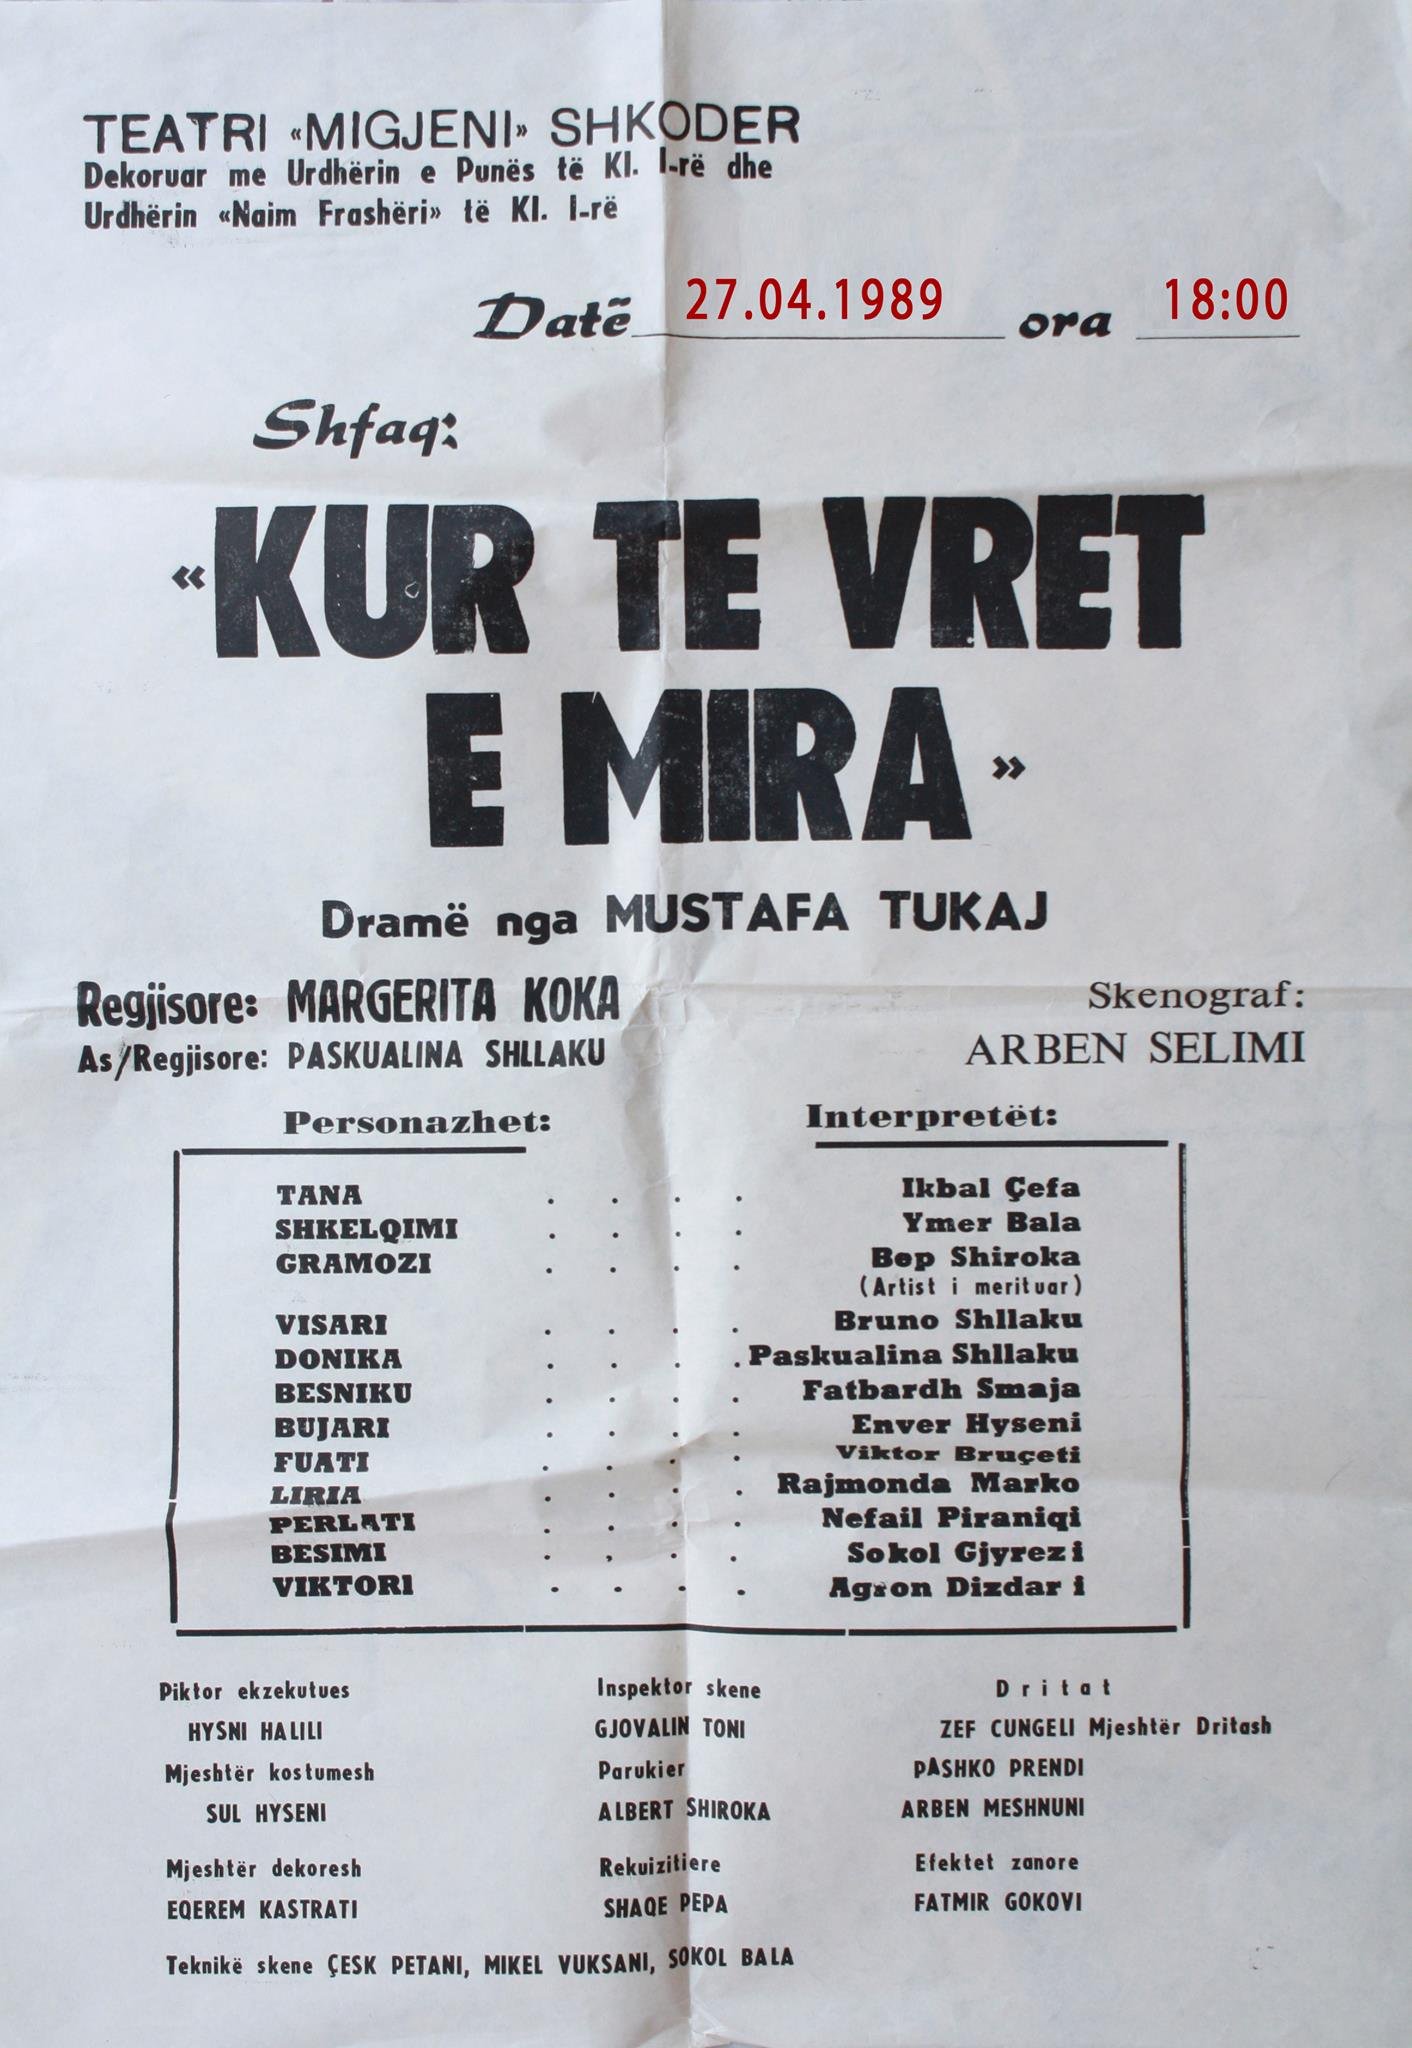 TEATRI «MIGJENI» SHKODER
Dekoruar me Urdhërin e Punës të Kl. I-rë dhe
Urdhërin «Naim Frashëri» të Kl. I-rë
Datë 27.04.1989 ora 18:00
Shfaq:
«KUR TE VRET
E MIRA»
Dramë nga MUSTAFA TUKAJ
Regjisore: MARGERITA KOKA
As/Regjisore: PASKUALINA SHLLAKU
Skenograf:
ARBEN SELIMI
Personazhet: Interpretët:
TANA . . . . Ikbal Çefa
SHKELQIMI . . . . Ymer Bala
GRAMOZI . . . . Bep Shiroka
(Artist i merituar)
VISARI . . . . Bruno Shllaku
DONIKA . . . . Paskualina Shllaku
BESNIKU . . . . Fatbardh Smaja
BUJARI . . . . Enver Hyseni
FUATI . . . . Viktor Bruçeti
LIRIA . . . . Rajmonda Marko
PERLATI . . . . Nefail Piraniqi
BESIMI . . . . Sokol Gjyrezi
VIKTORI . . . . Agron Dizdari
Piktor ekzekutues
HYSNI HALILI
Mjeshtër kostumesh
SUL HYSENI
Mjeshtër dekoresh
EQEREM KASTRATI
Inspektor skene
GJOVALIN TONI
Parukier
ALBERT SHIROKA
Rekuizitiere
SHAQE PEPA
Dritat
ZEF CUNGELI Mjeshtër Dritash
PASHKO PRENDI
ARBEN MESHNUNI
Efektet zanore
FATMIR GOKOVI
Teknikë skene ÇESK PETANI, MIKEL VUKSANI, SOKOL BALA